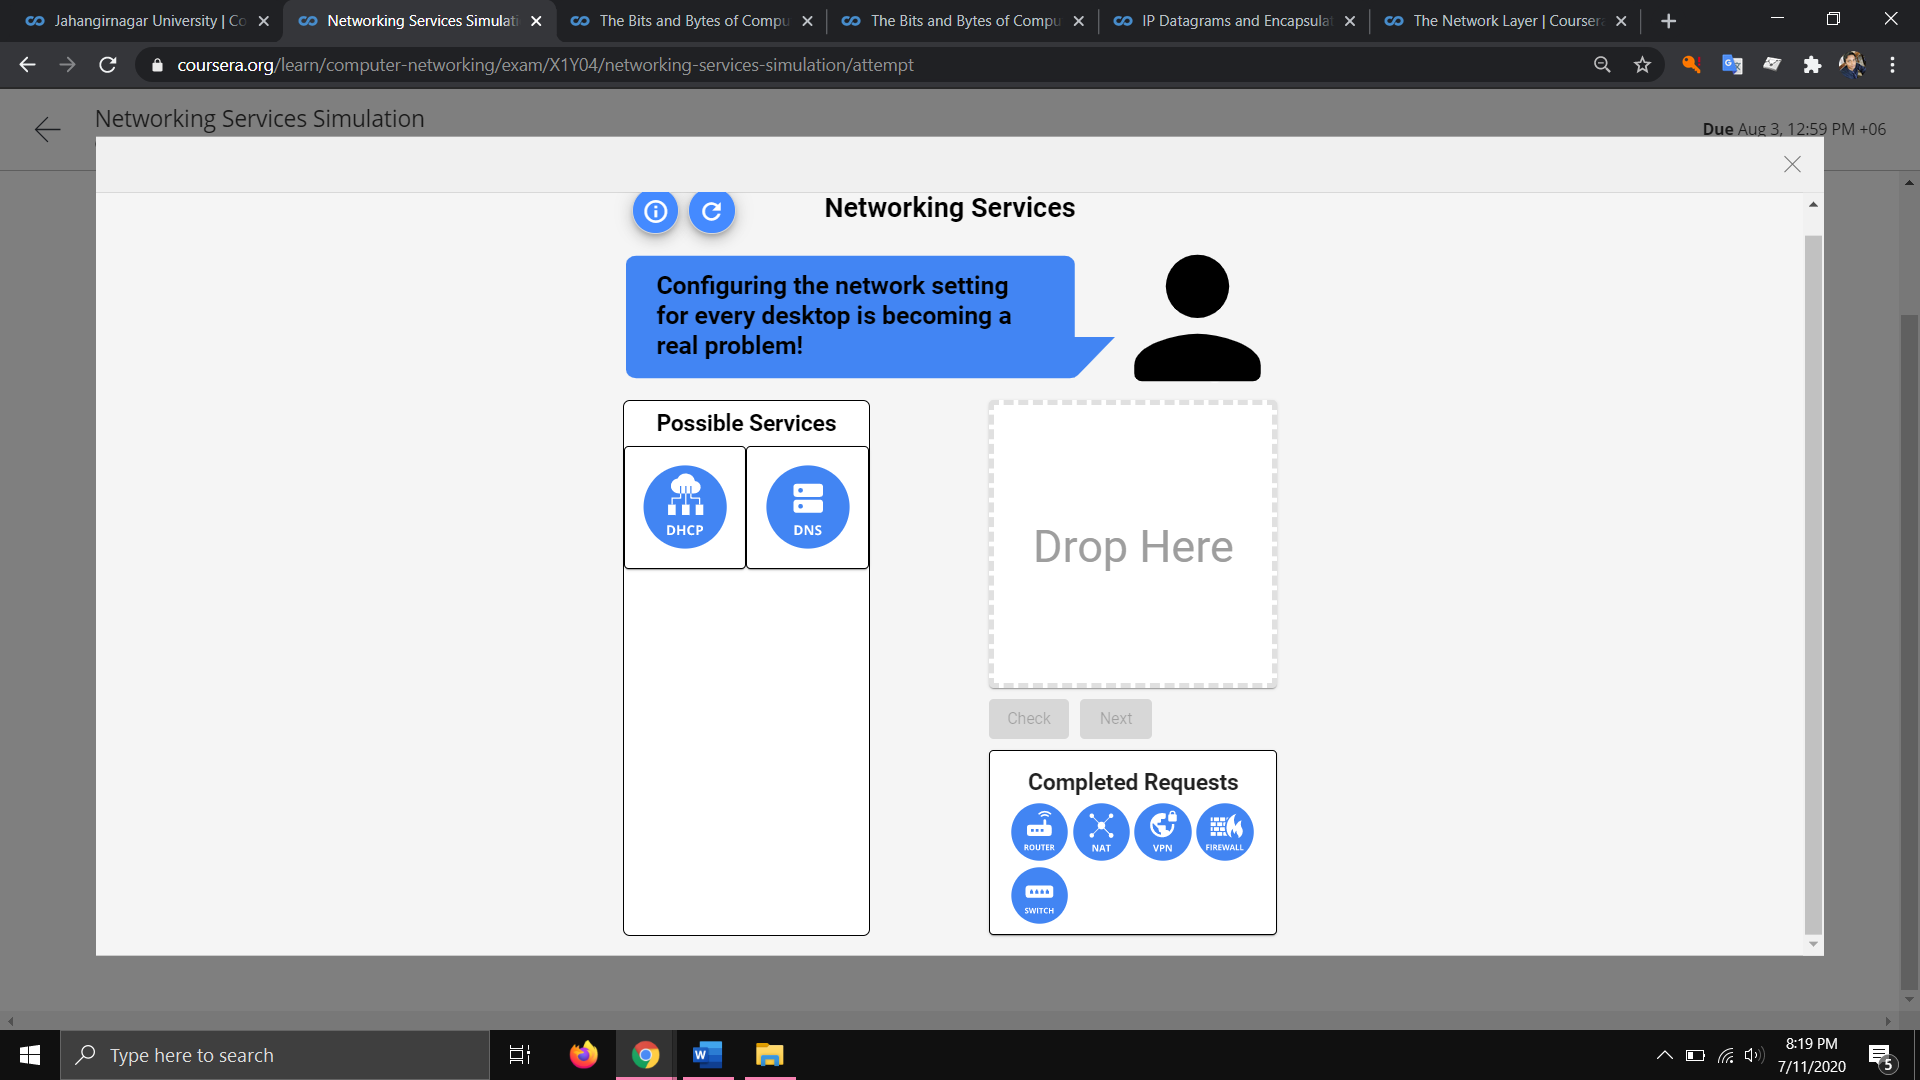 Jahangirnagar University | Co
Networking Services Simulati
The Bits and Bytes of Compu
The Bits and Bytes of Compu
IP Datagrams and Encapsulat
The Network Layer | Coursera
coursera.org/learn/computer-networking/exam/X1Y04/networking-services-simulation/attempt
Networking Services Simulation
Due Aug 3, 12:59 PM +06
Networking Services
Configuring the network setting
for every desktop is becoming a
real problem!
Possible Services
DHCP
DNS
Drop Here
Check
Next
Completed Requests
ROUTER
NAT
VPN
FIREWALL
SWITCH
Type here to search
8:19 PM
7/11/2020
5